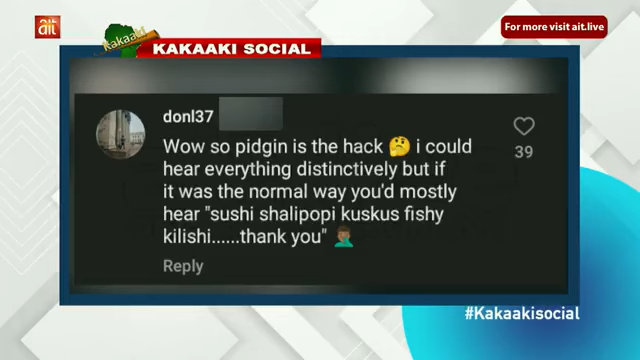 ait
For more visit ait.live
Kakaaki
KAKAAKI SOCIAL
donl37
Wow so pidgin is the hack 🤔 i could
hear everything distinctively but if
it was the normal way you'd mostly
hear "sushi shalipopi kuskus fishy
kilishi......thank you" 🤦🏽‍♂️
39
Reply
#Kakaakisocial